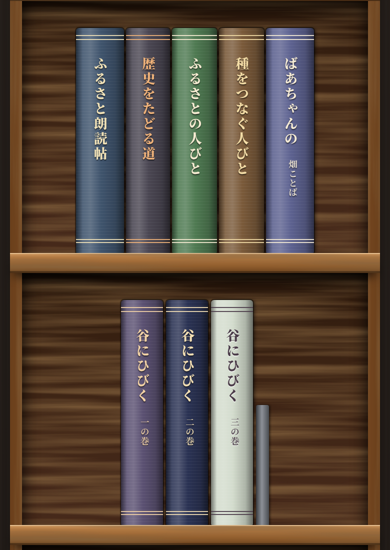 ふるさと朗読帖
歴史をたどる道
ふるさとの人びと
種をつなぐ人びと
ばあちゃんの 畑ことば
谷にひびく 一の巻
谷にひびく 二の巻
谷にひびく 三の巻